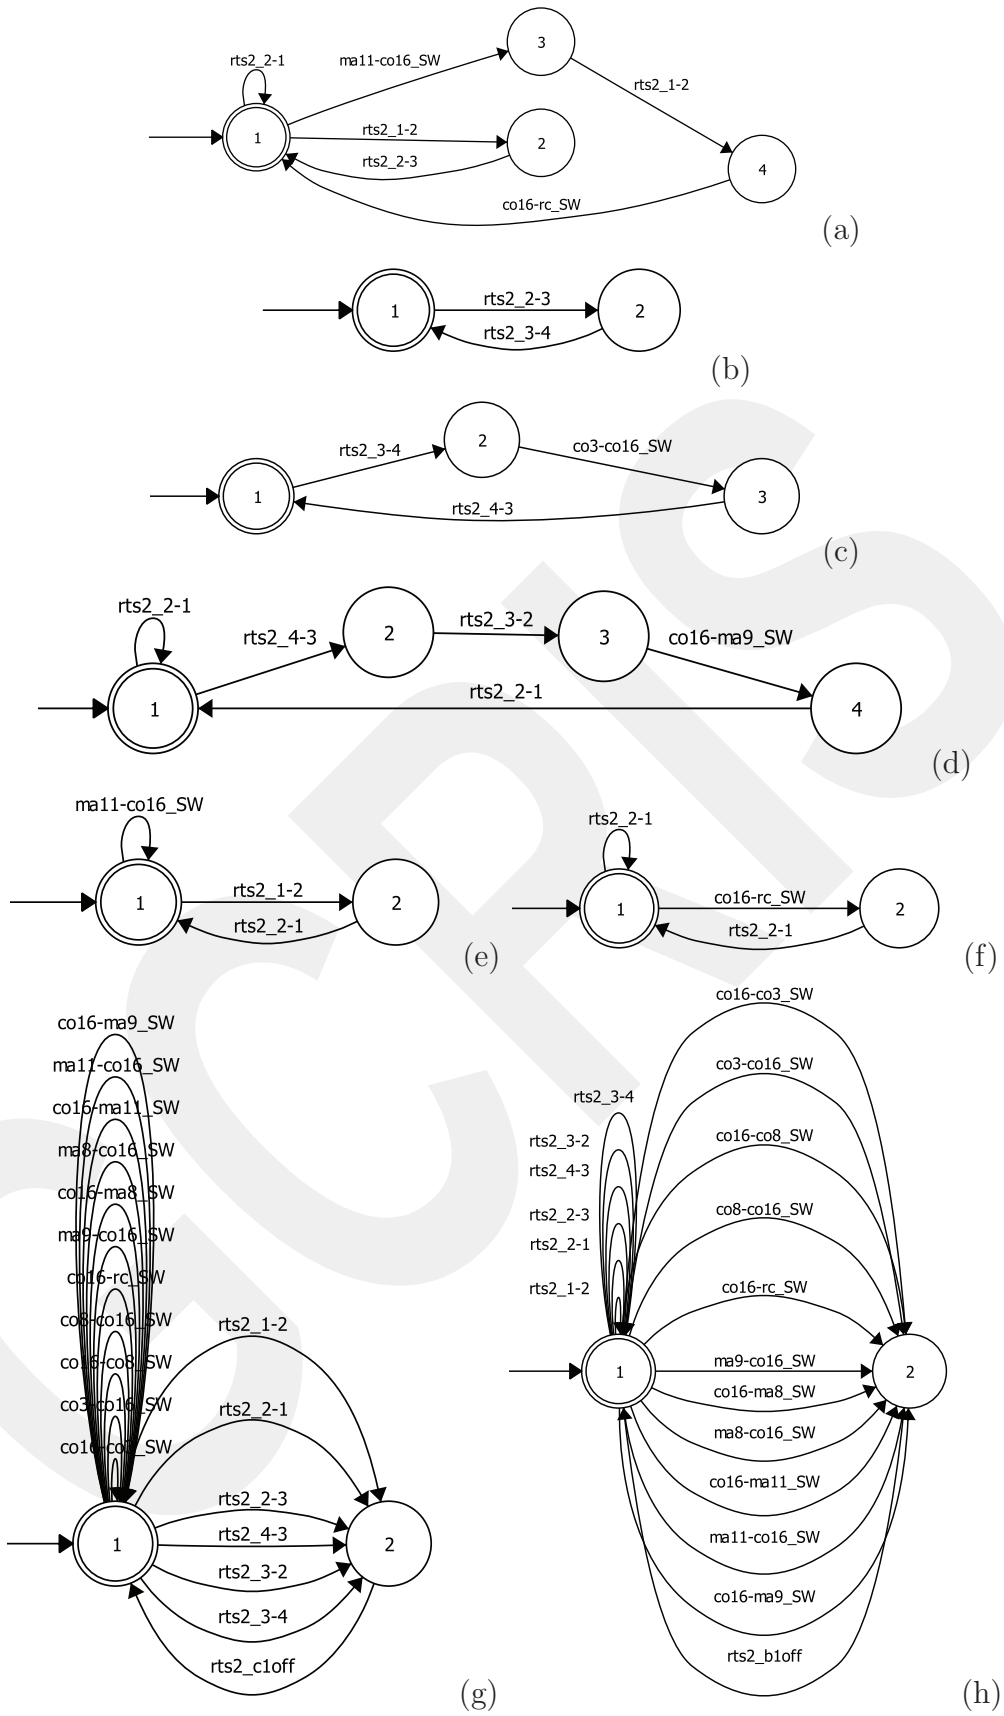 rts2_2-1
ma11-co16_SW
3
rts2_1-2
1
rts2_1-2
2
rts2_2-3
4
co16-rc_SW
(a)
1
rts2_2-3
2
rts2_3-4
(b)
1
rts2_3-4
2
co3-co16_SW
3
rts2_4-3
(c)
rts2_2-1
1
rts2_4-3
2
rts2_3-2
3
co16-ma9_SW
rts2_2-1
4
(d)
ma11-co16_SW
1
rts2_1-2
2
rts2_2-1
(e)
rts2_2-1
1
co16-rc_SW
2
rts2_2-1
(f)
co16-ma9_SW
ma11-co16_SW
co16-ma11_SW
ma8-co16_SW
co16-ma8_SW
ma9-co16_SW
co16-rc_SW
co8-co16_SW
co16-co8_SW
co3-co16_SW
co16-co3_SW
rts2_1-2
rts2_2-1
rts2_2-3
rts2_4-3
1
2
rts2_3-2
rts2_3-4
rts2_c1off
(g)
co16-co3_SW
co3-co16_SW
rts2_3-4
rts2_3-2
co16-co8_SW
rts2_4-3
rts2_2-3
co8-co16_SW
rts2_2-1
rts2_1-2
co16-rc_SW
1
ma9-co16_SW
2
co16-ma8_SW
ma8-co16_SW
co16-ma11_SW
ma11-co16_SW
co16-ma9_SW
rts2_b1off
(h)
GCRIS